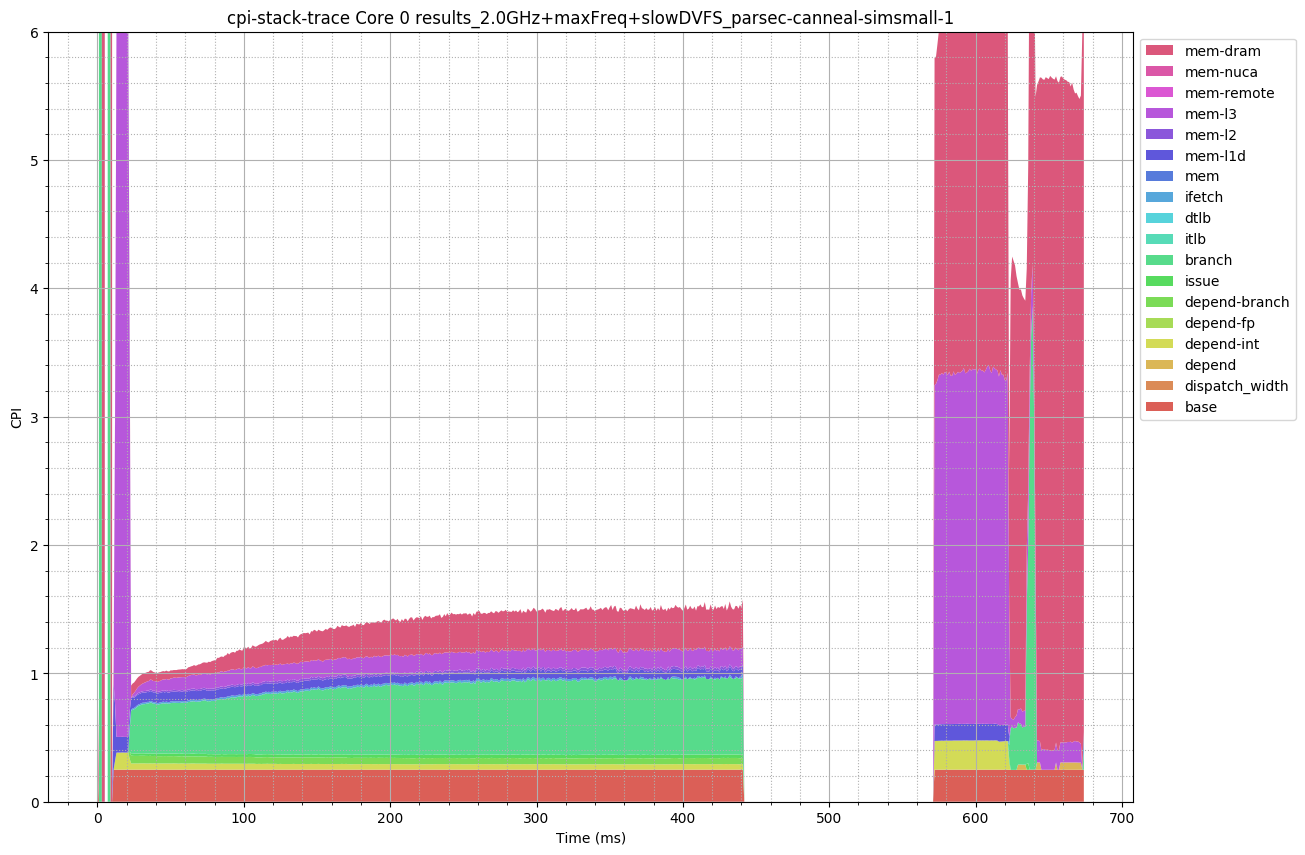 cpi-stack-trace Core 0 results_2.0GHz+maxFreq+slowDVFS_parsec-canneal-simsmall-1
6
5
4
3
2
1
0
CPI
0 100 200 300 400 500 600 700
Time (ms)
mem-dram
mem-nuca
mem-remote
mem-l3
mem-l2
mem-l1d
mem
ifetch
dtlb
itlb
branch
issue
depend-branch
depend-fp
depend-int
depend
dispatch_width
base